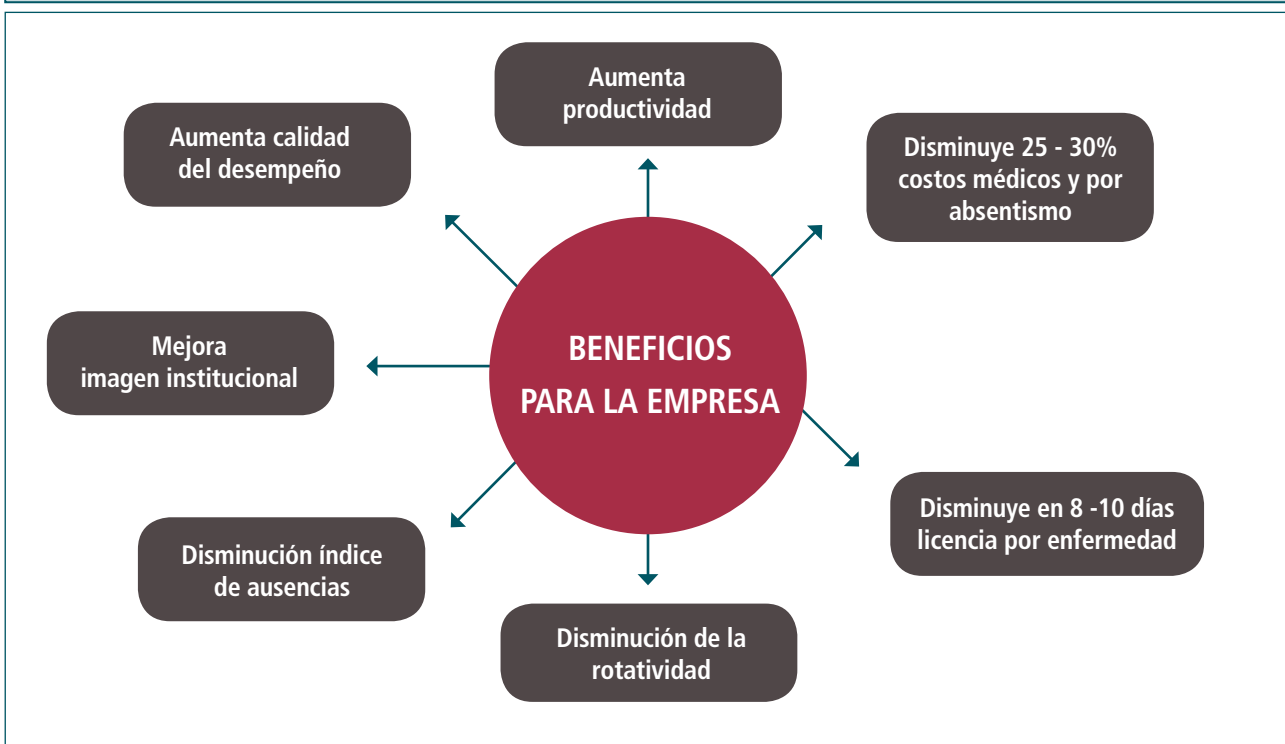 Aumenta
productividad
Aumenta calidad
del desempeño
Disminuye 25 - 30%
costos médicos y por
absentismo
Mejora
imagen institucional
BENEFICIOS
PARA LA EMPRESA
Disminuye en 8 -10 días
licencia por enfermedad
Disminución índice
de ausencias
Disminución de la
rotatividad